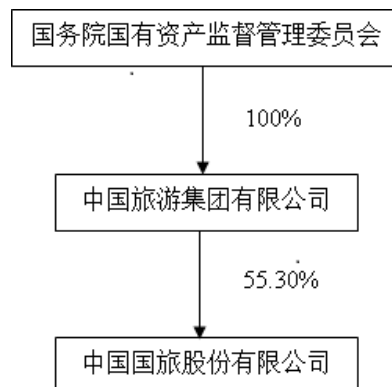 国务院国有资产监督管理委员会
100%
中国旅游集团有限公司
55.30%
中国国旅股份有限公司